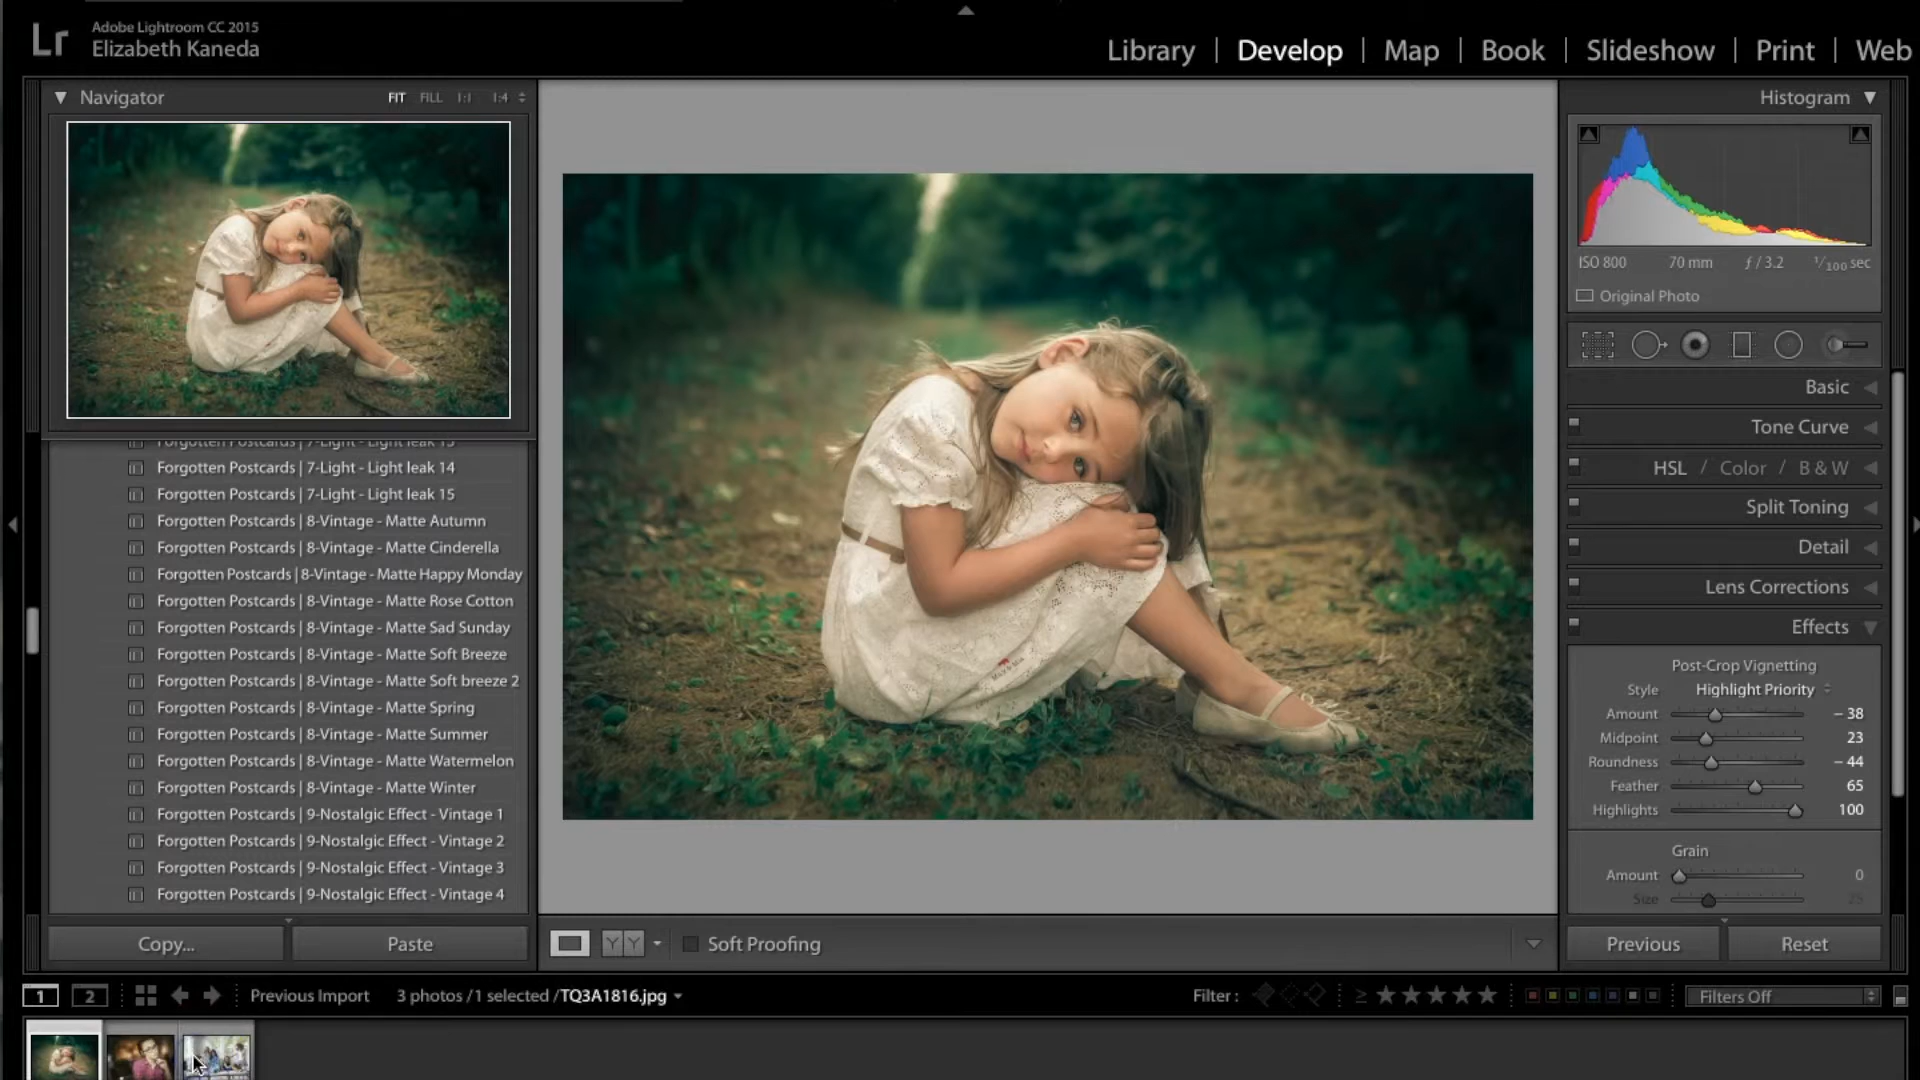 Lr
Adobe Lightroom CC 2015
Elizabeth Kaneda
Library | Develop | Map | Book | Slideshow | Print | Web
Navigator
FIT FILL 1:1 1:4
Forgotten Postcards | 7-Light - Light leak 13
Forgotten Postcards | 7-Light - Light leak 14
Forgotten Postcards | 7-Light - Light leak 15
Forgotten Postcards | 8-Vintage - Matte Autumn
Forgotten Postcards | 8-Vintage - Matte Cinderella
Forgotten Postcards | 8-Vintage - Matte Happy Monday
Forgotten Postcards | 8-Vintage - Matte Rose Cotton
Forgotten Postcards | 8-Vintage - Matte Sad Sunday
Forgotten Postcards | 8-Vintage - Matte Soft Breeze
Forgotten Postcards | 8-Vintage - Matte Soft breeze 2
Forgotten Postcards | 8-Vintage - Matte Spring
Forgotten Postcards | 8-Vintage - Matte Summer
Forgotten Postcards | 8-Vintage - Matte Watermelon
Forgotten Postcards | 8-Vintage - Matte Winter
Forgotten Postcards | 9-Nostalgic Effect - Vintage 1
Forgotten Postcards | 9-Nostalgic Effect - Vintage 2
Forgotten Postcards | 9-Nostalgic Effect - Vintage 3
Forgotten Postcards | 9-Nostalgic Effect - Vintage 4
Copy...
Paste
Y Y
Soft Proofing
Histogram
ISO 800 70 mm ƒ / 3.2 1/100 sec
Original Photo
Basic
Tone Curve
HSL / Color / B & W
Split Toning
Detail
Lens Corrections
Effects
Post-Crop Vignetting
Style Highlight Priority
Amount - 38
Midpoint 23
Roundness - 44
Feather 65
Highlights 100
Grain
Amount 0
Size 25
Previous
Reset
1 2 Previous Import 3 photos / 1 selected / TQ3A1816.jpg
Filter : ≥ ★★★★★ Filters Off